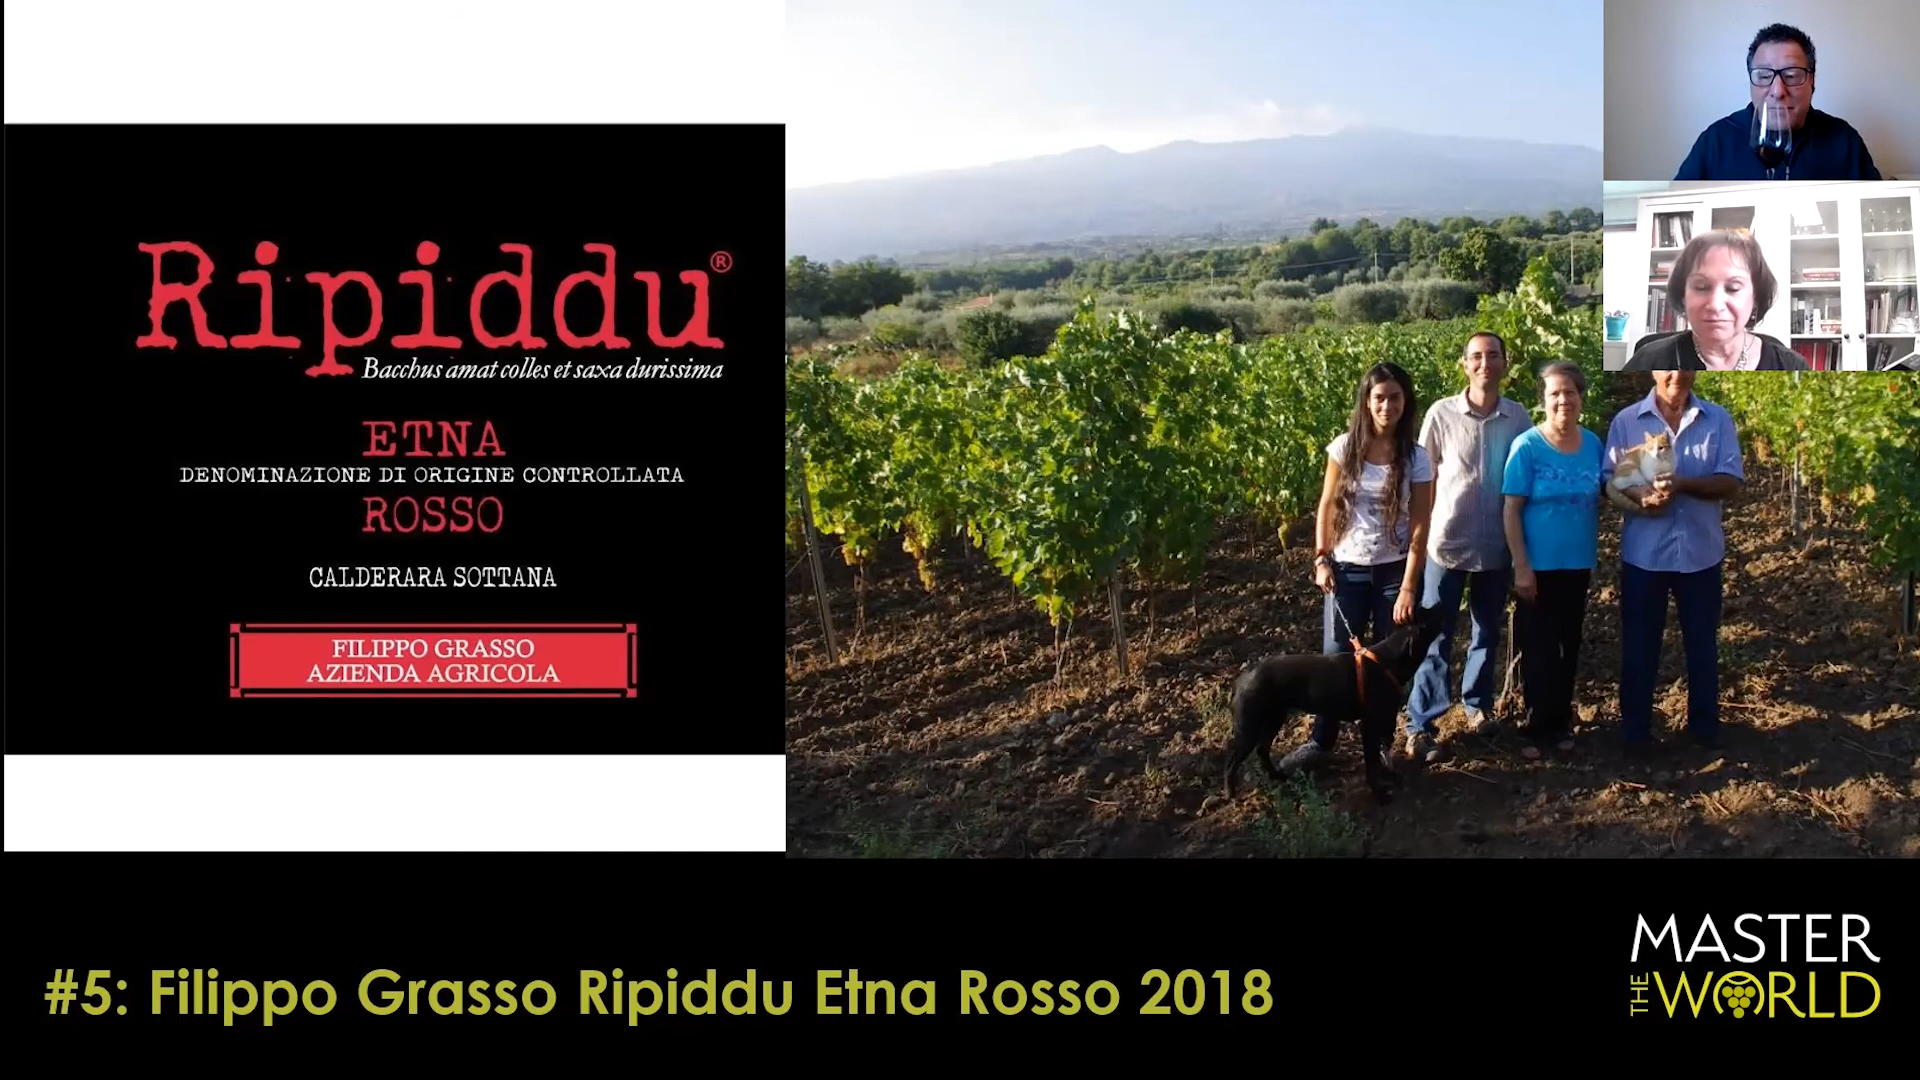 Ripiddu®
Bacchus amat colles et saxa durissima
ETNA
DENOMINAZIONE DI ORIGINE CONTROLLATA
ROSSO
CALDERARA SOTTANA
FILIPPO GRASSO
AZIENDA AGRICOLA
#5: Filippo Grasso Ripiddu Etna Rosso 2018
MASTER
THE WORLD